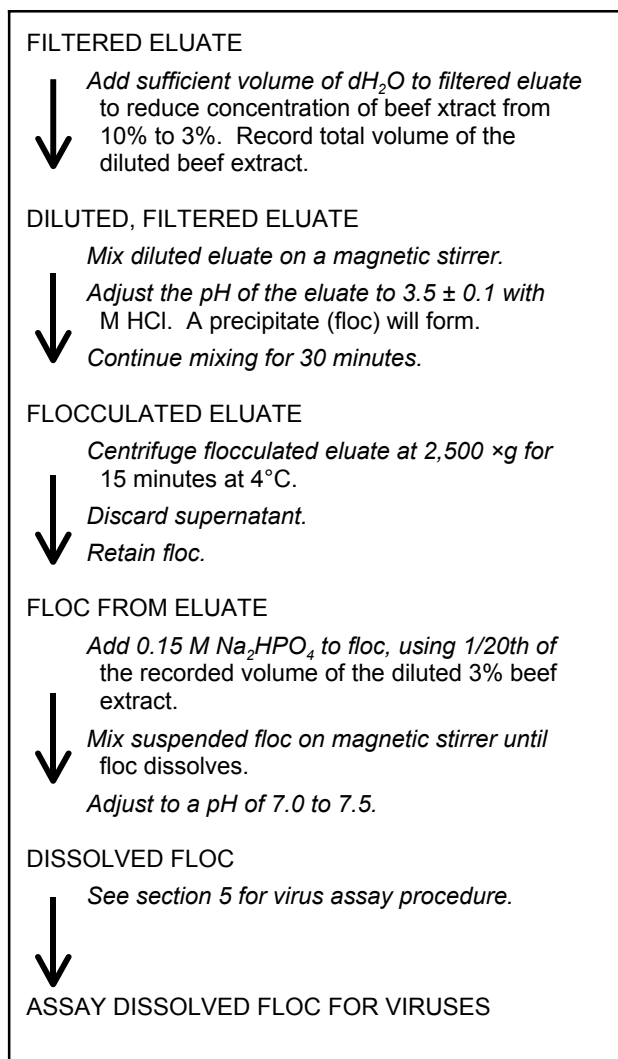 FILTERED ELUATE
Add sufficient volume of dH₂O to filtered eluate
to reduce concentration of beef xtract from
10% to 3%. Record total volume of the
diluted beef extract.
DILUTED, FILTERED ELUATE
Mix diluted eluate on a magnetic stirrer.
Adjust the pH of the eluate to 3.5 ± 0.1 with
M HCl. A precipitate (floc) will form.
Continue mixing for 30 minutes.
FLOCCULATED ELUATE
Centrifuge flocculated eluate at 2,500 ×g for
15 minutes at 4°C.
Discard supernatant.
Retain floc.
FLOC FROM ELUATE
Add 0.15 M Na₂HPO₄ to floc, using 1/20th of
the recorded volume of the diluted 3% beef
extract.
Mix suspended floc on magnetic stirrer until
floc dissolves.
Adjust to a pH of 7.0 to 7.5.
DISSOLVED FLOC
See section 5 for virus assay procedure.
ASSAY DISSOLVED FLOC FOR VIRUSES